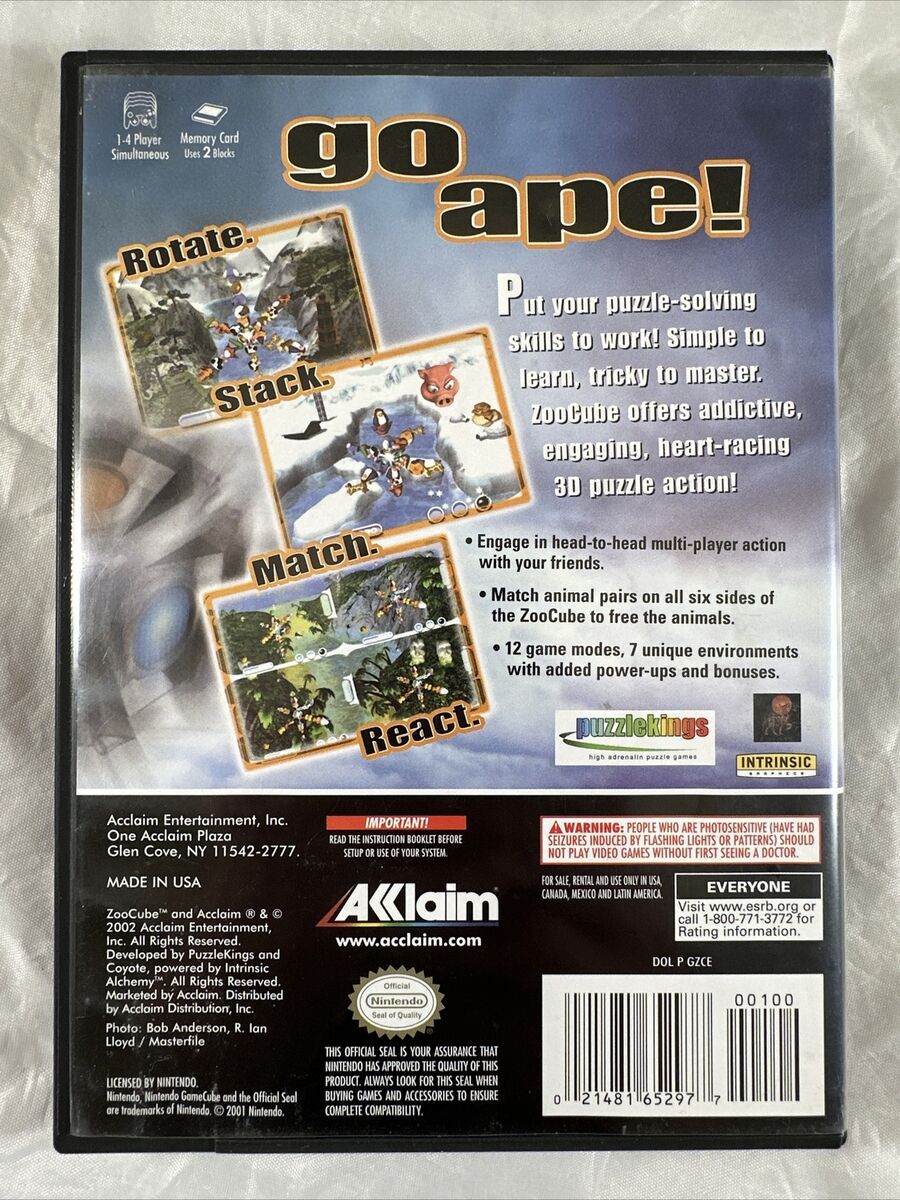 1-4 Player
Simultaneous
Memory Card
Uses 2 Blocks
go
ape!
Rotate.
Stack.
Match.
React.
Put your puzzle-solving
skills to work! Simple to
learn, tricky to master.
ZooCube offers addictive,
engaging, heart-racing
3D puzzle action!
• Engage in head-to-head multi-player action
with your friends.
• Match animal pairs on all six sides of
the ZooCube to free the animals.
• 12 game modes, 7 unique environments
with added power-ups and bonuses.
puzzlekings
high adrenalin puzzle games
INTRINSIC
GRAPHICS
Acclaim Entertainment, Inc.
One Acclaim Plaza
Glen Cove, NY 11542-2777.
MADE IN USA
ZooCube™ and Acclaim ® & ©
2002 Acclaim Entertainment,
Inc. All Rights Reserved.
Developed by PuzzleKings and
Coyote, powered by Intrinsic
Alchemy™. All Rights Reserved.
Marketed by Acclaim. Distributed
by Acclaim Distribution, Inc.
Photo: Bob Anderson, R. Ian
Lloyd / Masterfile
LICENSED BY NINTENDO.
Nintendo, Nintendo GameCube and the Official Seal
are trademarks of Nintendo. © 2001 Nintendo.
IMPORTANT!
READ THE INSTRUCTION BOOKLET BEFORE
SETUP OR USE OF YOUR SYSTEM.
AKklaim
www.acclaim.com
Official
Nintendo
Seal of Quality
THIS OFFICIAL SEAL IS YOUR ASSURANCE THAT
NINTENDO HAS APPROVED THE QUALITY OF THIS
PRODUCT. ALWAYS LOOK FOR THIS SEAL WHEN
BUYING GAMES AND ACCESSORIES TO ENSURE
COMPLETE COMPATIBILITY.
WARNING: PEOPLE WHO ARE PHOTOSENSITIVE (HAVE HAD
SEIZURES INDUCED BY FLASHING LIGHTS OR PATTERNS) SHOULD
NOT PLAY VIDEO GAMES WITHOUT FIRST SEEING A DOCTOR.
FOR SALE, RENTAL AND USE ONLY IN USA,
CANADA, MEXICO AND LATIN AMERICA.
EVERYONE
Visit www.esrb.org or
call 1-800-771-3772 for
Rating information.
DOL P GZCE
00100
0 21481 65297 7